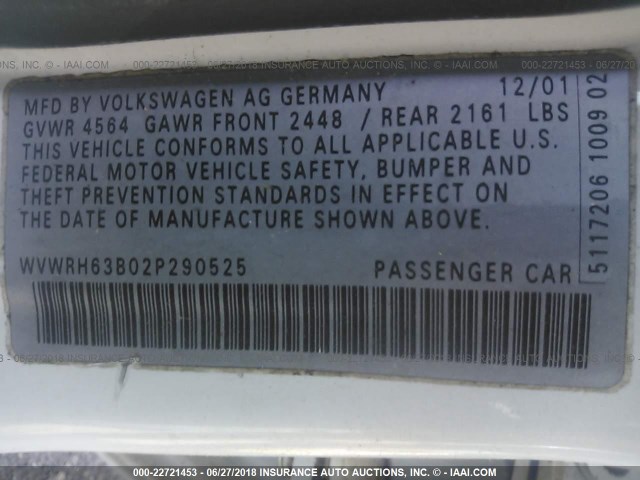 MFD BY VOLKSWAGEN AG GERMANY 12/01
GVWR 4564 GAWR FRONT 2448 / REAR 2161 LBS
THIS VEHICLE CONFORMS TO ALL APPLICABLE U.S.
FEDERAL MOTOR VEHICLE SAFETY, BUMPER AND
THEFT PREVENTION STANDARDS IN EFFECT ON
THE DATE OF MANUFACTURE SHOWN ABOVE.
WVWRH63B02P290525 PASSENGER CAR
5117206 1009 02
000-22721453 - 06/27/2018 INSURANCE AUTO AUCTIONS INC. © - IAAI.COM